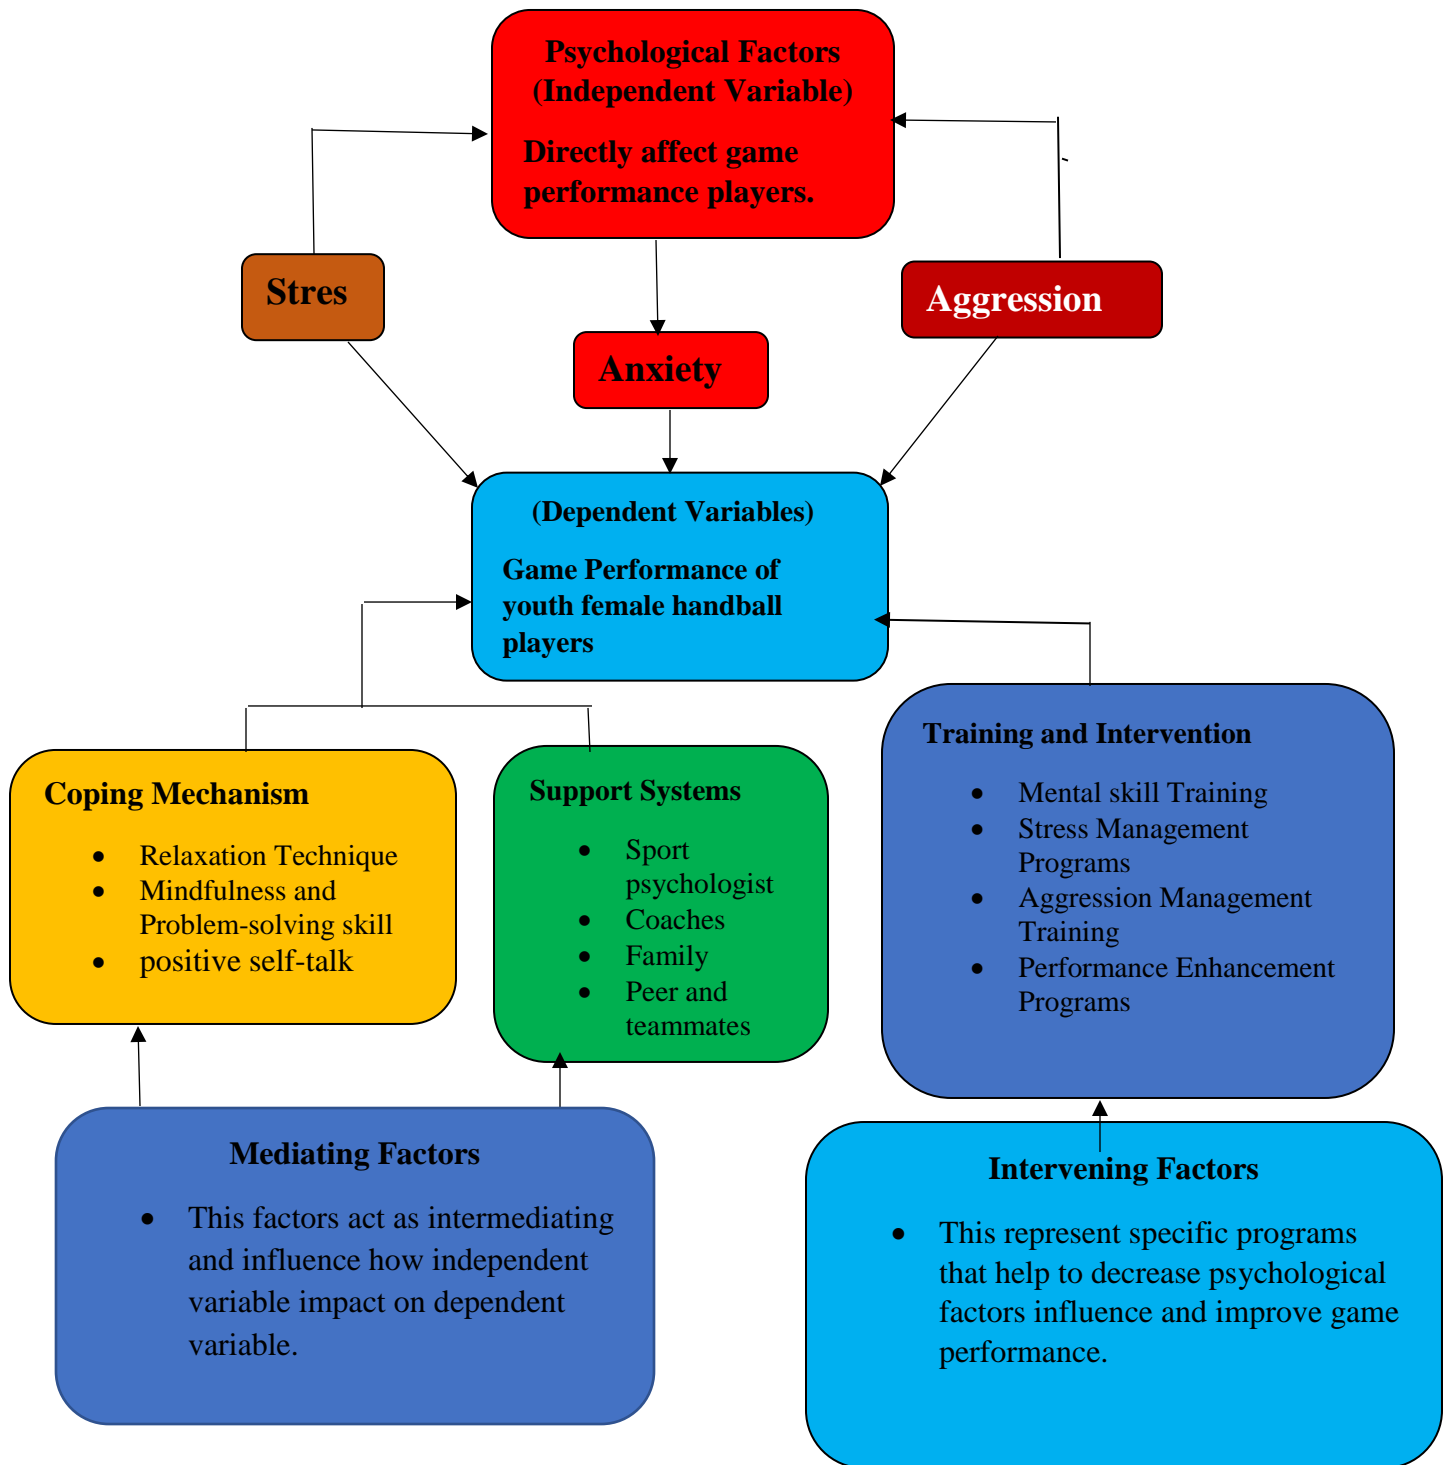 Psychological Factors
(Independent Variable)
Directly affect game
performance players.
Stres
Aggression
Anxiety
(Dependent Variables)
Game Performance of
youth female handball
players
Coping Mechanism
• Relaxation Technique
• Mindfulness and
Problem-solving skill
• positive self-talk
Support Systems
• Sport
psychologist
• Coaches
• Family
• Peer and
teammates
Training and Intervention
• Mental skill Training
• Stress Management
Programs
• Aggression Management
Training
• Performance Enhancement
Programs
Mediating Factors
• This factors act as intermediating
and influence how independent
variable impact on dependent
variable.
Intervening Factors
• This represent specific programs
that help to decrease psychological
factors influence and improve game
performance.